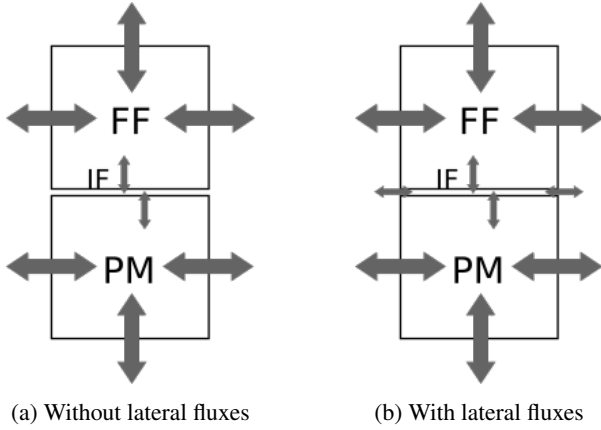 FF
FF
IF
IF
PM
PM
(a) Without lateral fluxes
(b) With lateral fluxes